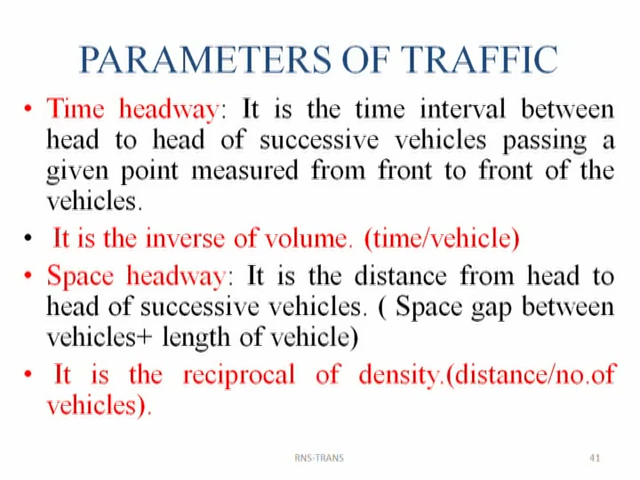 PARAMETERS OF TRAFFIC
• Time headway: It is the time interval between
head to head of successive vehicles passing a
given point measured from front to front of the
vehicles.
• It is the inverse of volume. (time/vehicle)
• Space headway: It is the distance from head to
head of successive vehicles. ( Space gap between
vehicles+ length of vehicle)
• It is the reciprocal of density.(distance/no.of
vehicles).
RNS-TRANS
41